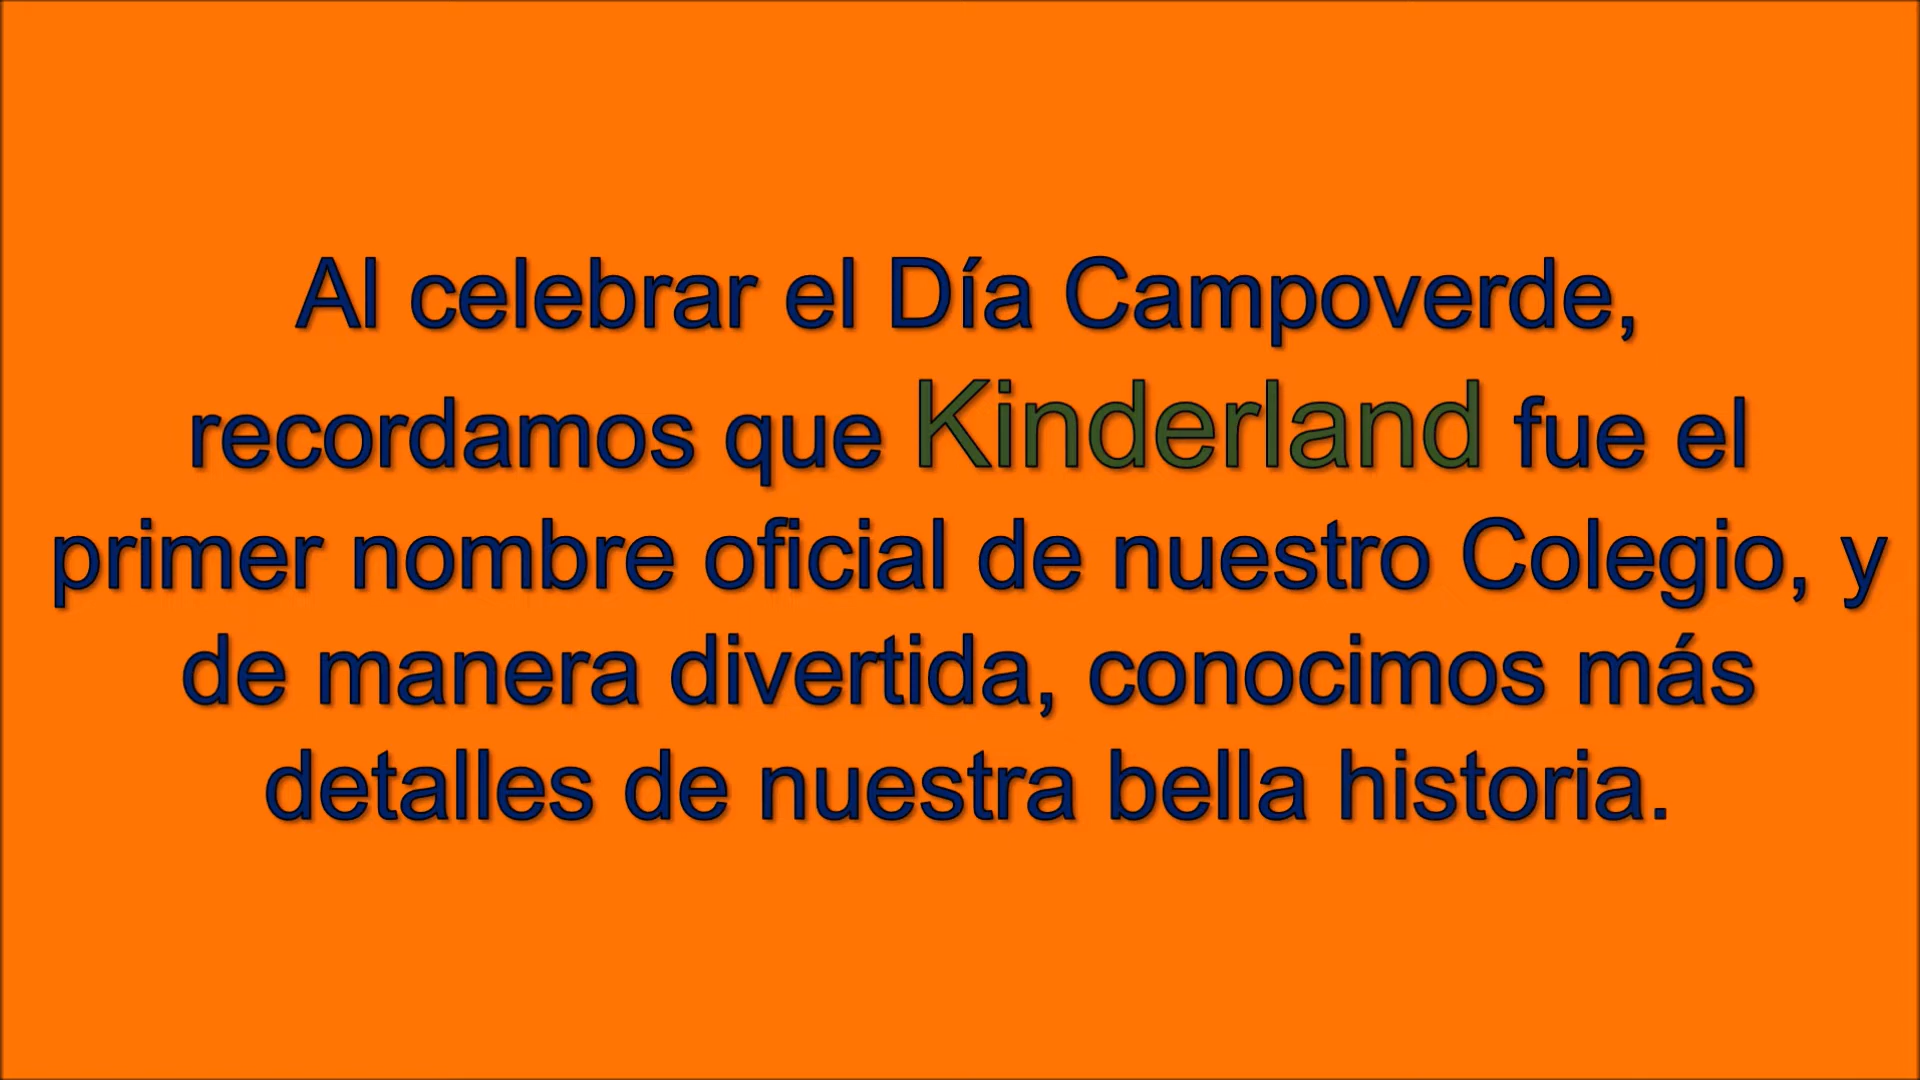 Al celebrar el Día Campoverde,
recordamos que Kinderland fue el
primer nombre oficial de nuestro Colegio, y
de manera divertida, conocimos más
detalles de nuestra bella historia.